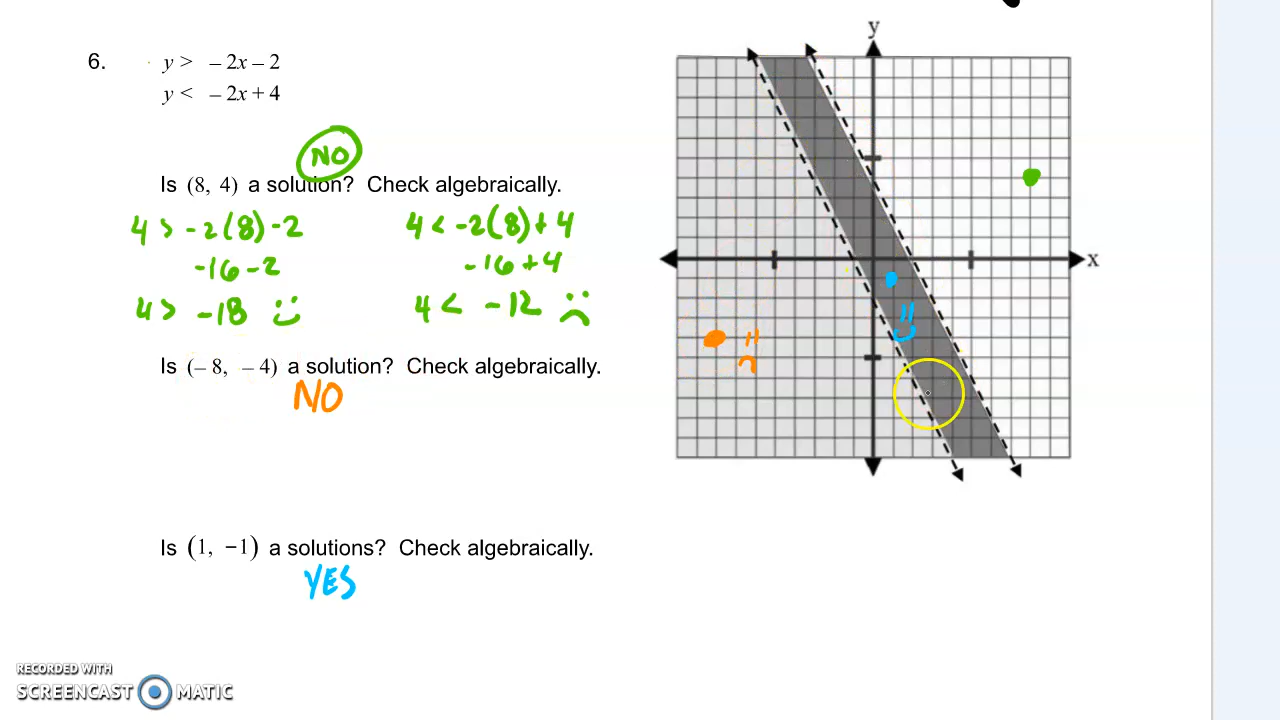 y
6. y > – 2x – 2
y < – 2x + 4
NO
Is (8, 4) a solution? Check algebraically.
4 > -2(8) -2 4 < -2(8) + 4
-16 -2 -16 + 4
4 > -18 4 < -12
x
Is (– 8, – 4) a solution? Check algebraically.
NO
Is (1, −1) a solutions? Check algebraically.
YES
RECORDED WITH
SCREENCAST MATIC